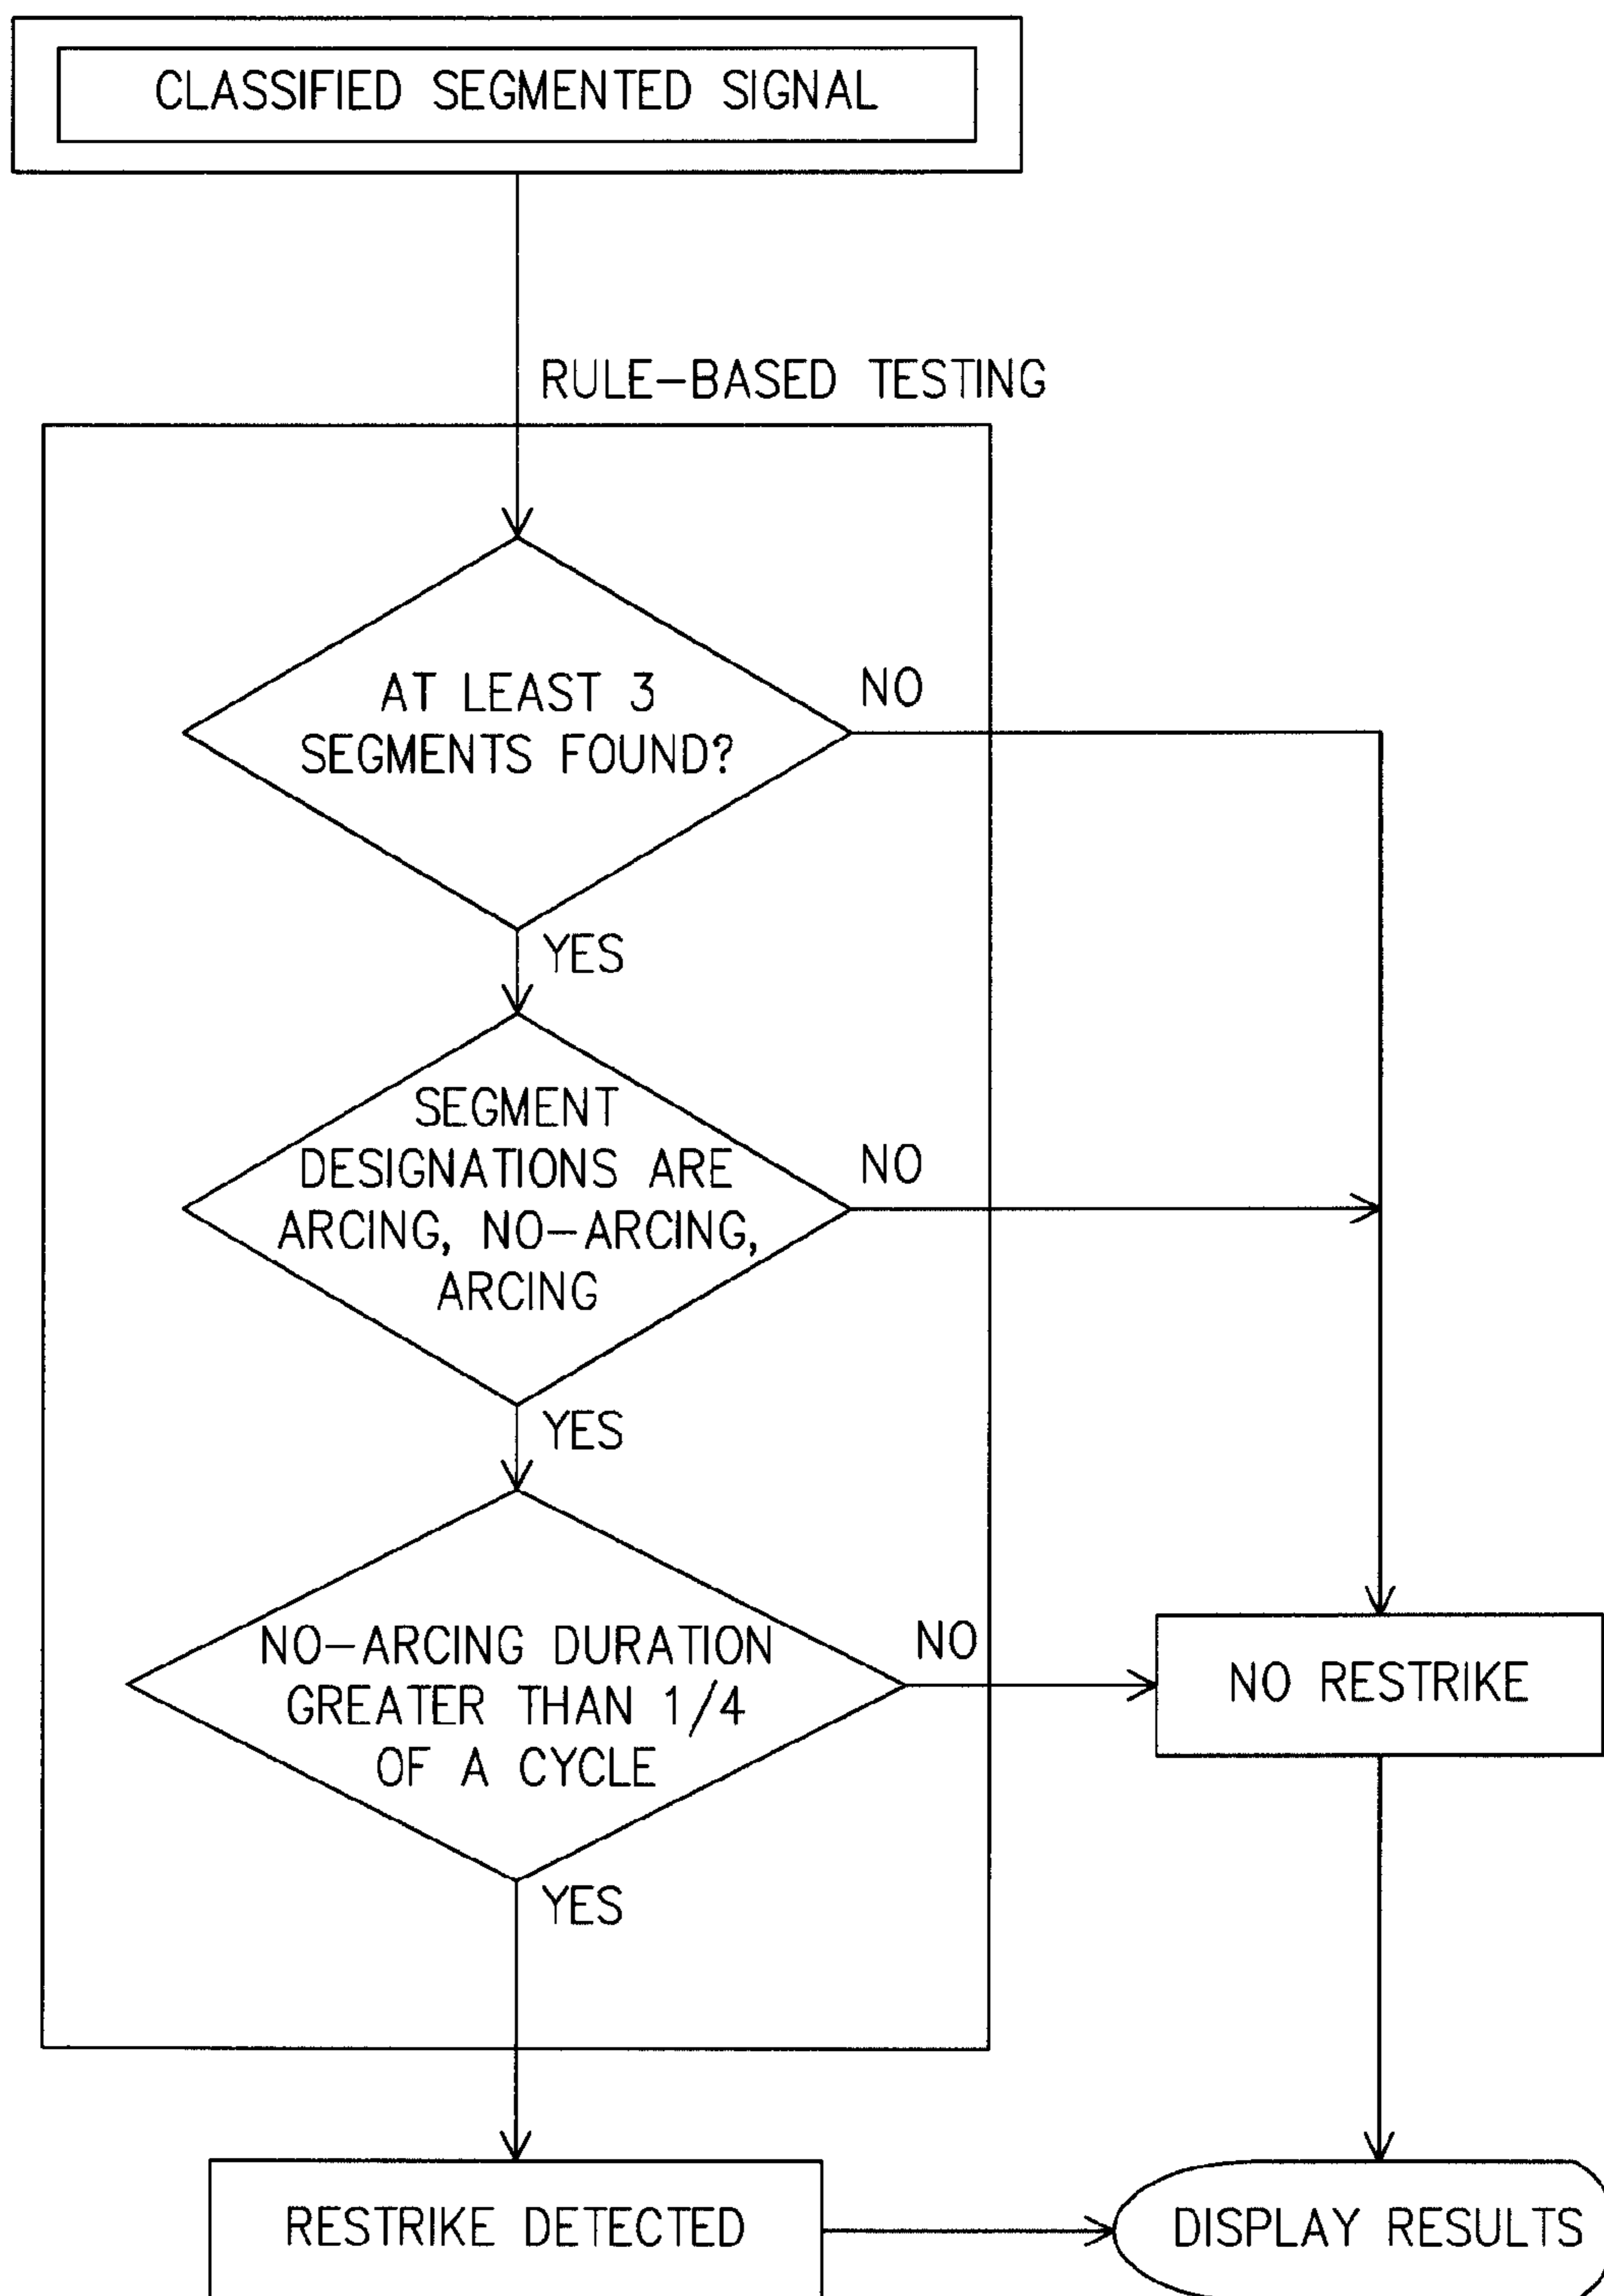 CLASSIFIED SEGMENTED SIGNAL
RULE-BASED TESTING
AT LEAST 3
SEGMENTS FOUND?
NO
YES
SEGMENT
DESIGNATIONS ARE
ARCING, NO-ARCING,
ARCING
NO
YES
NO-ARCING DURATION
GREATER THAN 1/4
OF A CYCLE
NO
NO RESTRIKE
YES
RESTRIKE DETECTED
DISPLAY RESULTS